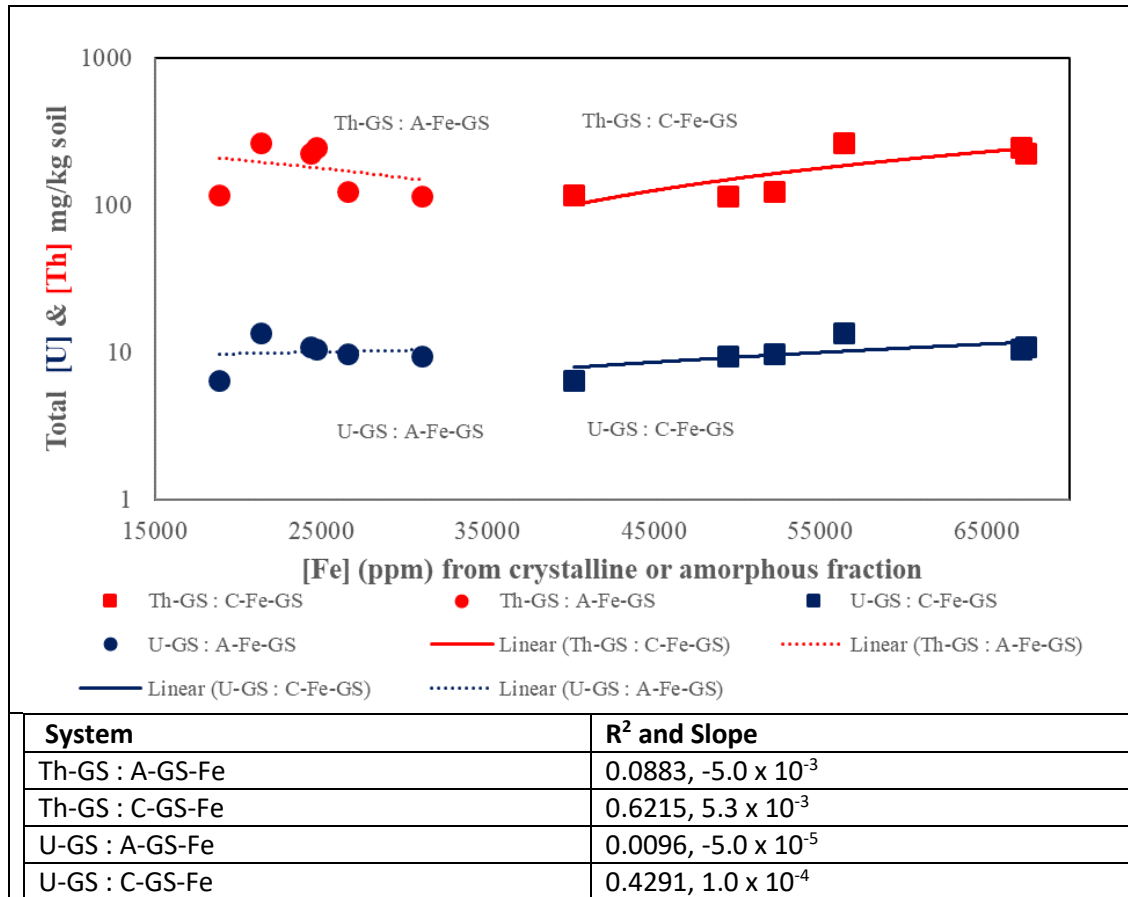 1000
100
10
1
Total [U] & [Th] mg/kg soil
Th-GS : A-Fe-GS
Th-GS : C-Fe-GS
U-GS : A-Fe-GS
U-GS : C-Fe-GS
15000 25000 35000 45000 55000 65000
[Fe] (ppm) from crystalline or amorphous fraction
Th-GS : C-Fe-GS Th-GS : A-Fe-GS U-GS : C-Fe-GS
U-GS : A-Fe-GS Linear (Th-GS : C-Fe-GS) Linear (Th-GS : A-Fe-GS)
Linear (U-GS : C-Fe-GS) Linear (U-GS : A-Fe-GS)
System R² and Slope
Th-GS : A-GS-Fe 0.0883, -5.0 x 10⁻³
Th-GS : C-GS-Fe 0.6215, 5.3 x 10⁻³
U-GS : A-GS-Fe 0.0096, -5.0 x 10⁻⁵
U-GS : C-GS-Fe 0.4291, 1.0 x 10⁻⁴